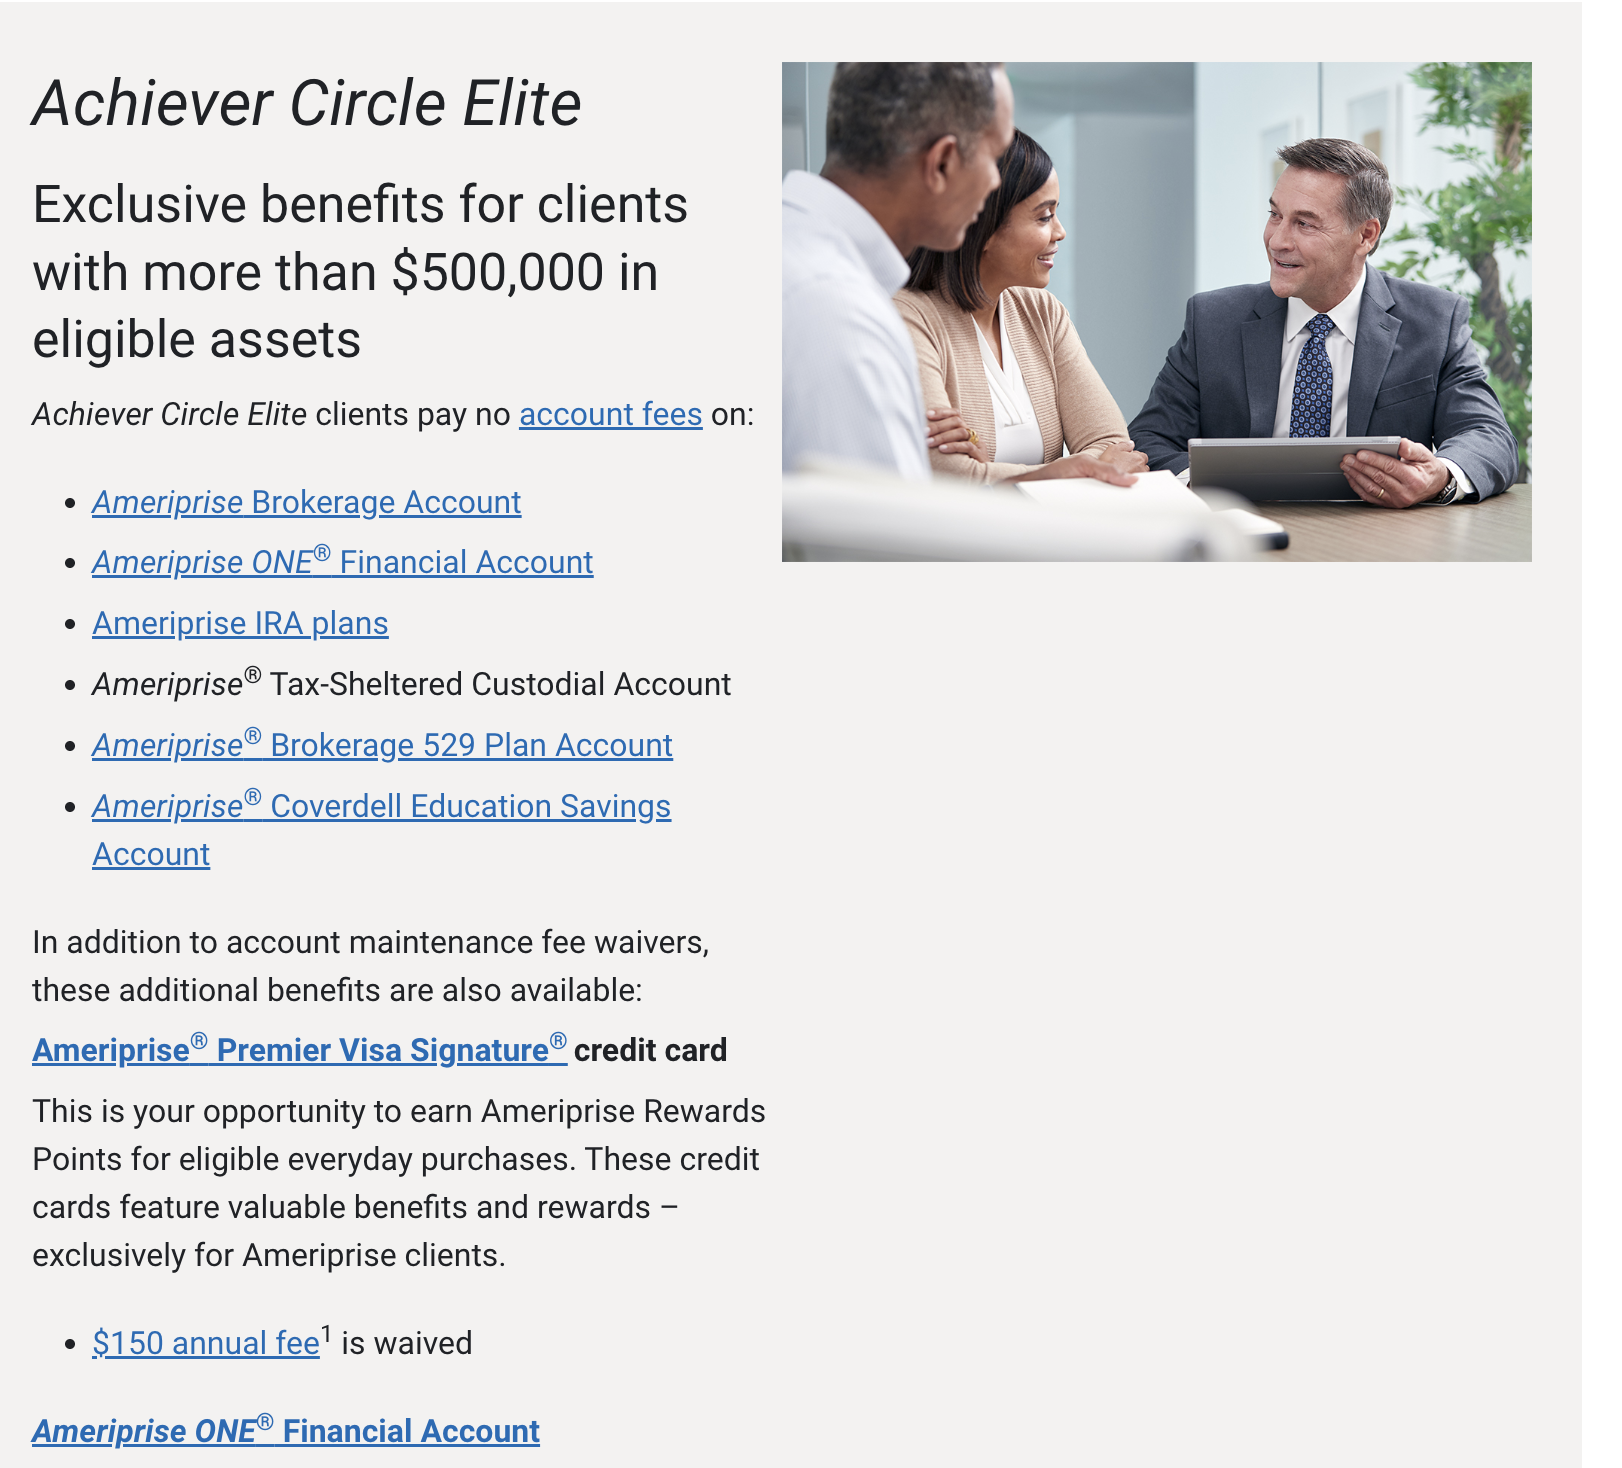 Achiever Circle Elite
Exclusive benefits for clients
with more than $500,000 in
eligible assets
Achiever Circle Elite clients pay no account fees on:
• Ameriprise Brokerage Account
• Ameriprise ONE® Financial Account
• Ameriprise IRA plans
• Ameriprise® Tax-Sheltered Custodial Account
• Ameriprise® Brokerage 529 Plan Account
• Ameriprise® Coverdell Education Savings
Account
In addition to account maintenance fee waivers,
these additional benefits are also available:
Ameriprise® Premier Visa Signature® credit card
This is your opportunity to earn Ameriprise Rewards
Points for eligible everyday purchases. These credit
cards feature valuable benefits and rewards –
exclusively for Ameriprise clients.
• $150 annual fee¹ is waived
Ameriprise ONE® Financial Account